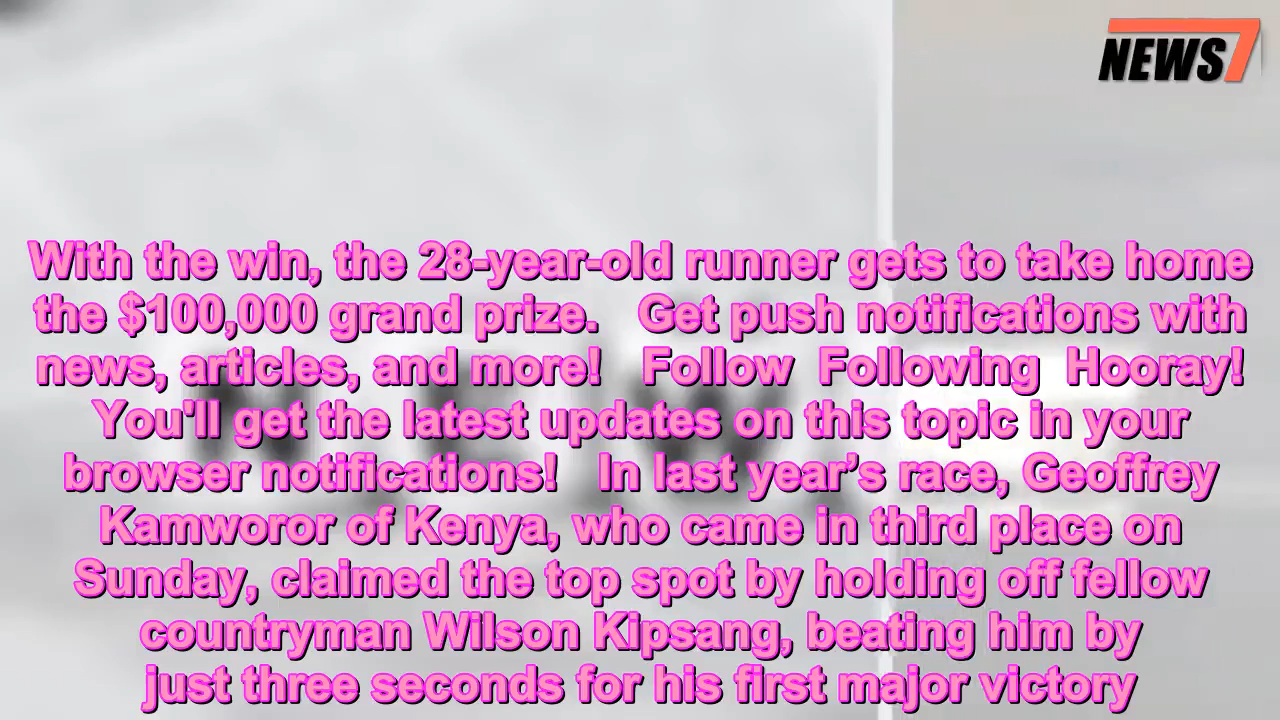 NEWS7
With the win, the 28-year-old runner gets to take home
the $100,000 grand prize. Get push notifications with
news, articles, and more! Follow Following Hooray!
You'll get the latest updates on this topic in your
browser notifications! In last year’s race, Geoffrey
Kamworor of Kenya, who came in third place on
Sunday, claimed the top spot by holding off fellow
countryman Wilson Kipsang, beating him by
just three seconds for his first major victory